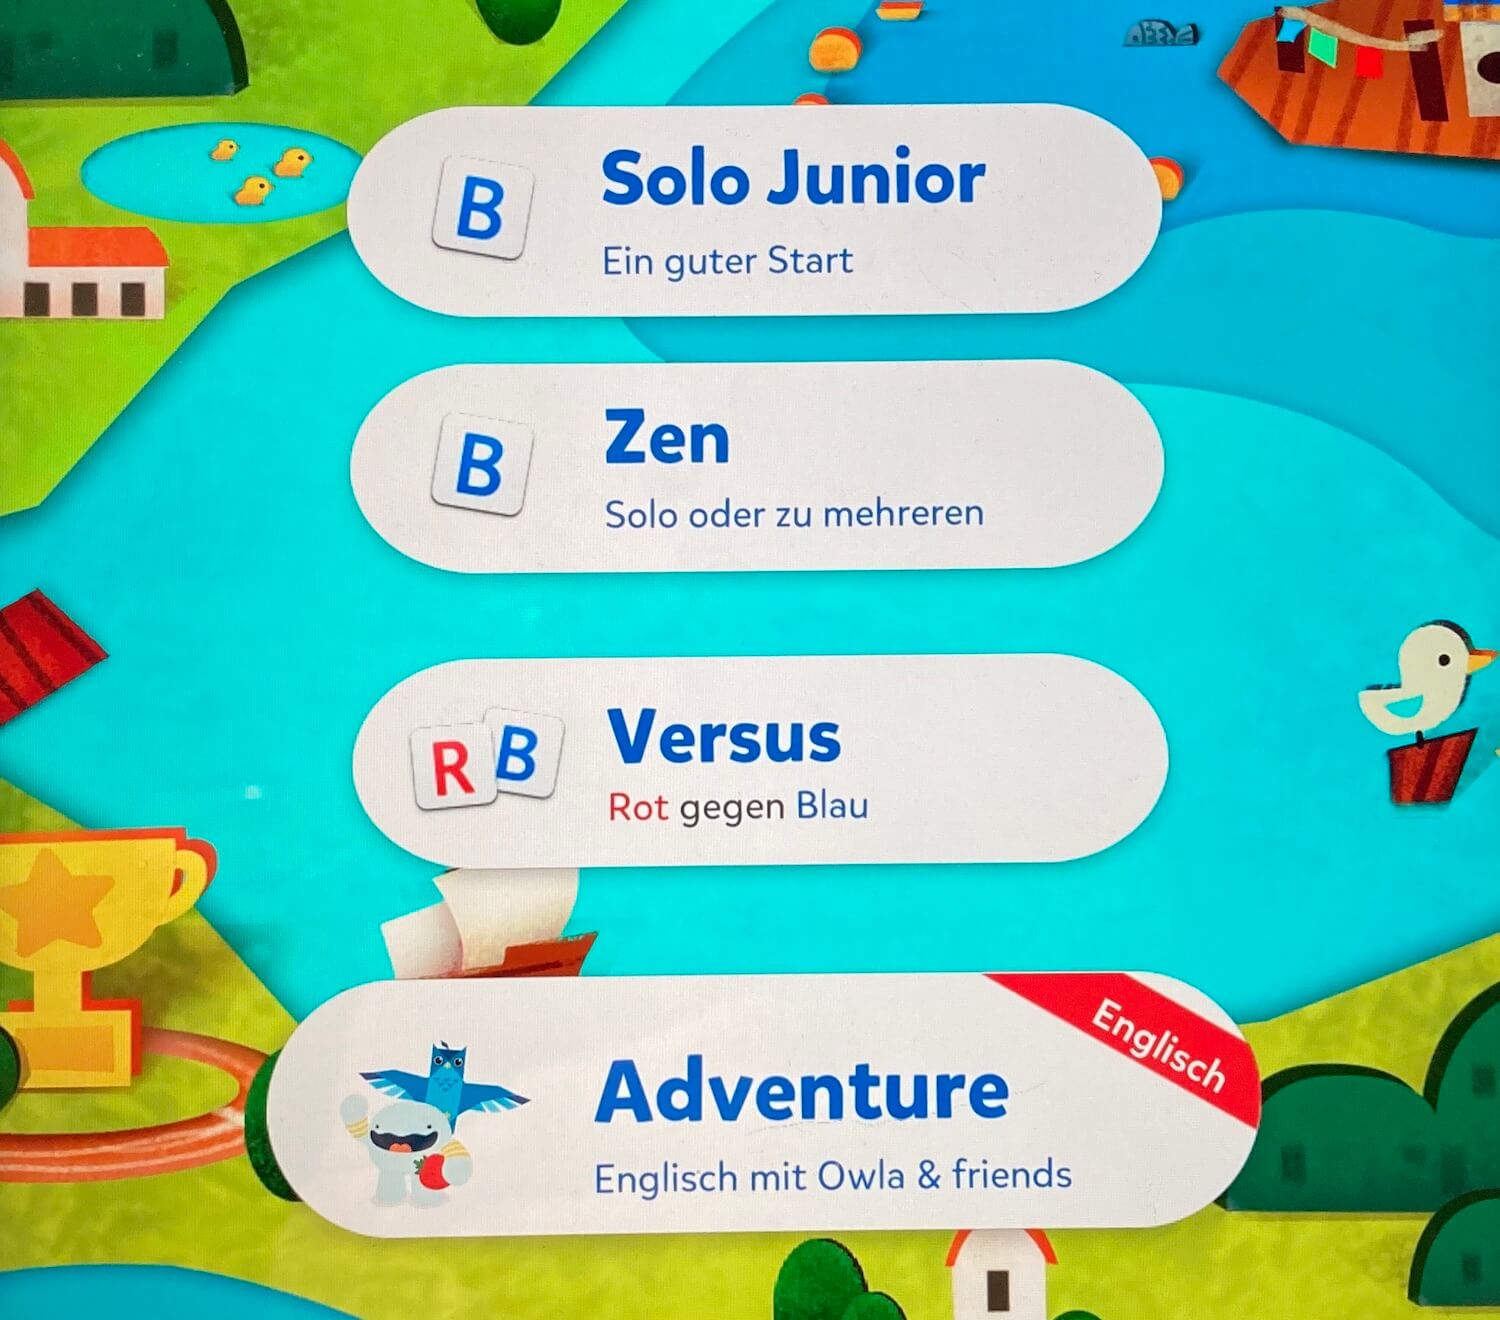 B
Solo Junior
Ein guter Start
B
Zen
Solo oder zu mehreren
R B
Versus
Rot gegen Blau
Englisch
Adventure
Englisch mit Owla & friends